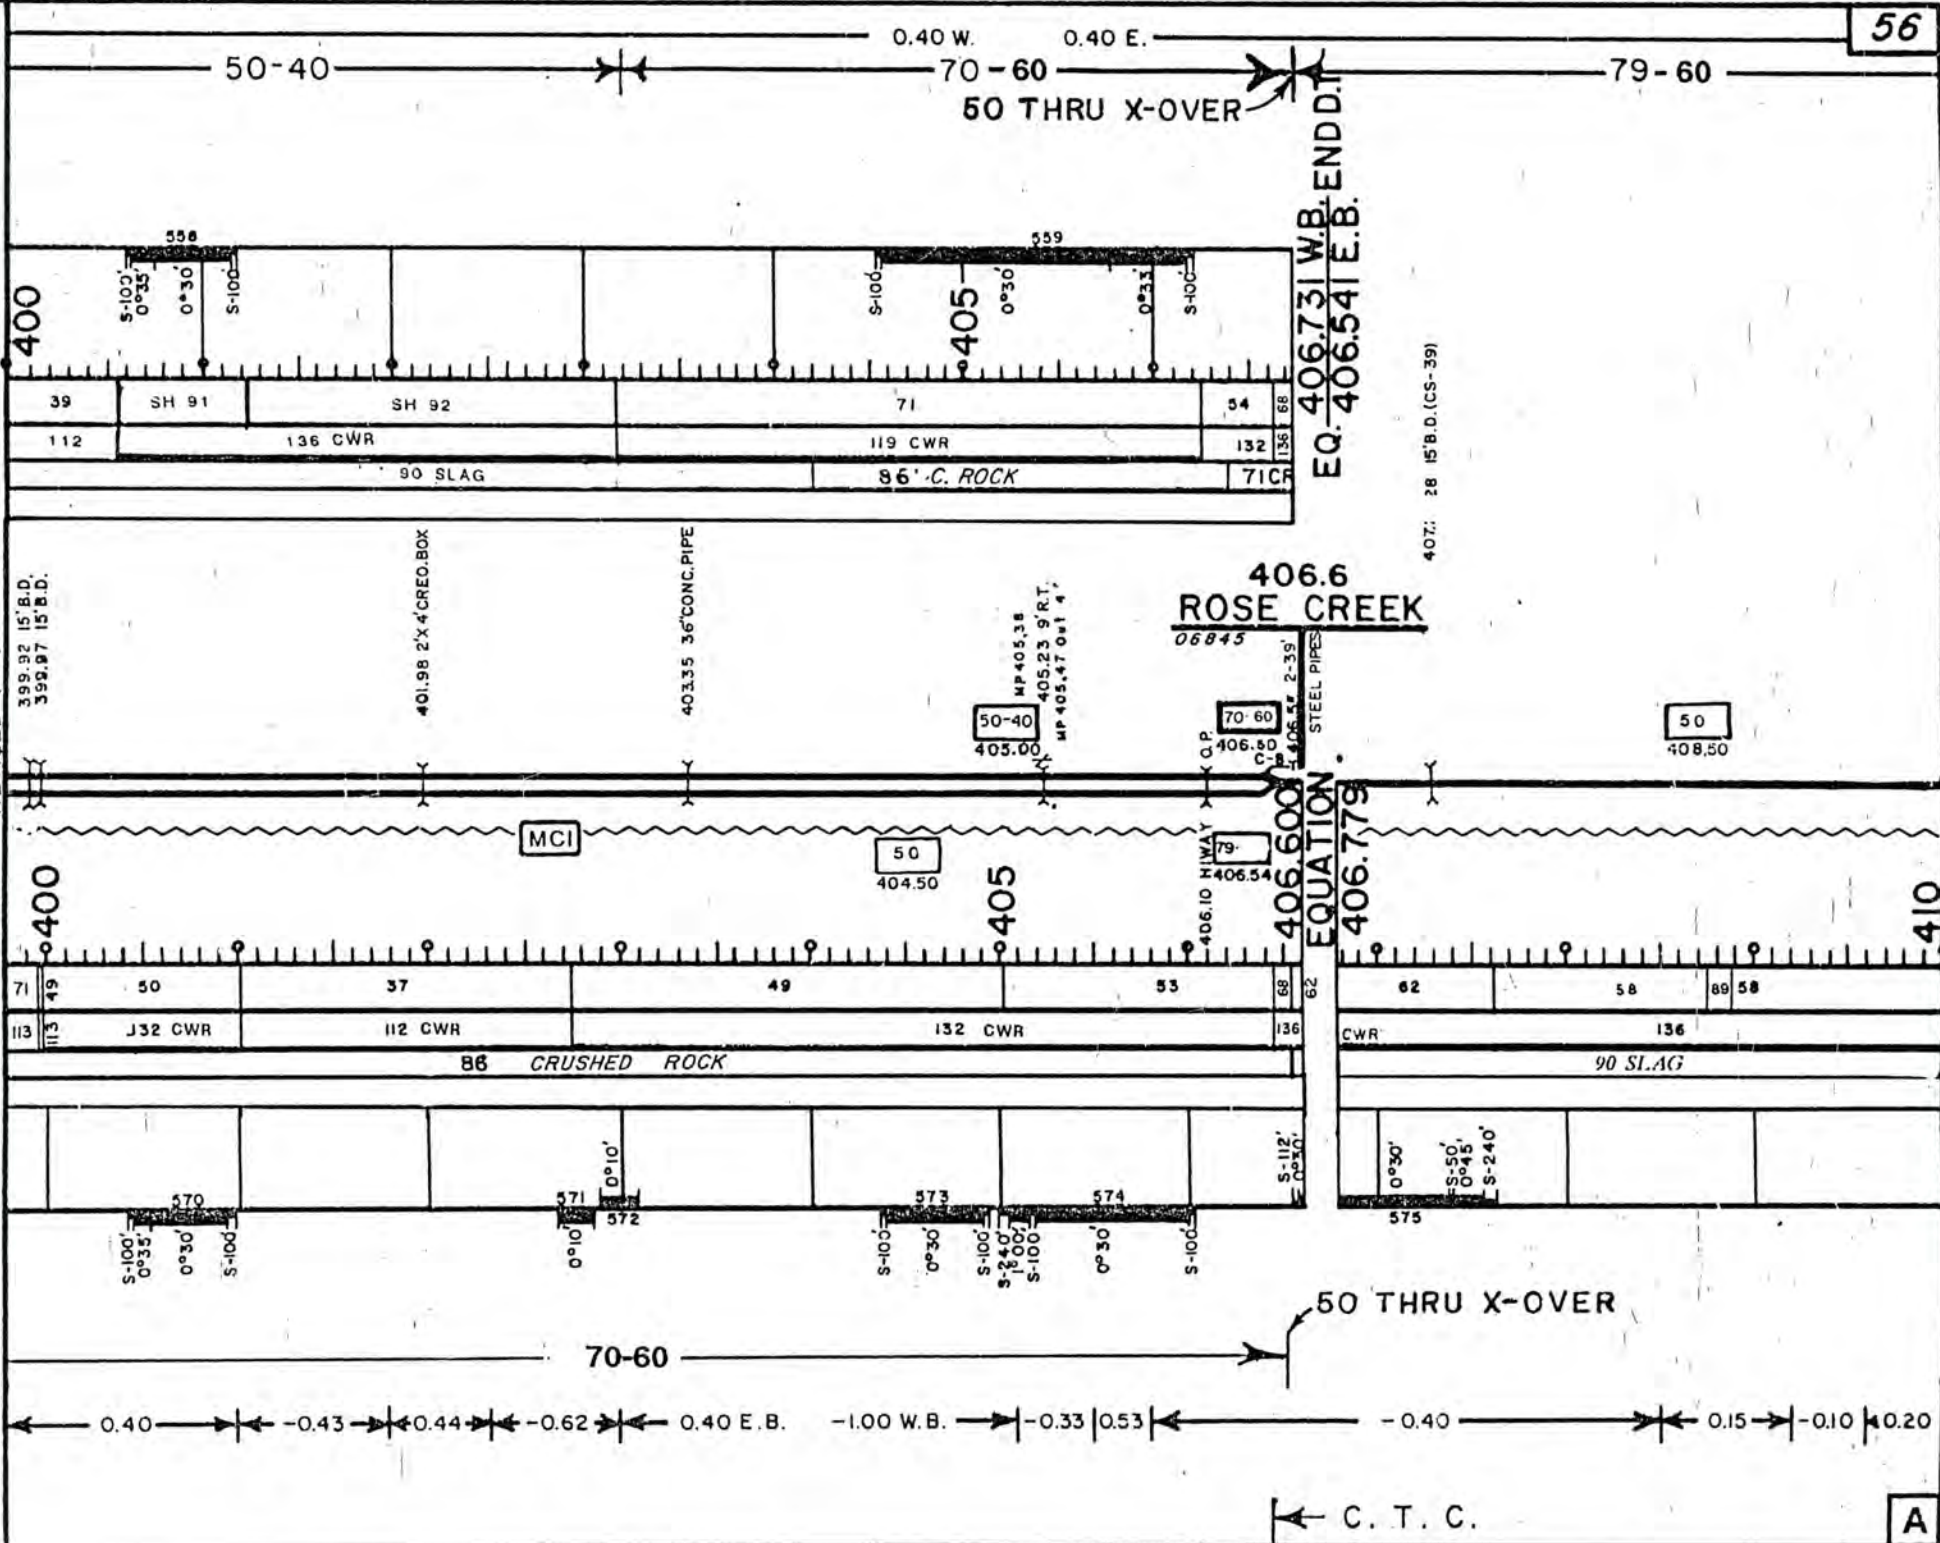 56
0.40 W. 0.40 E.
50-40 70-60 79-60
50 THRU X-OVER
EQ. 406.731 W.B. END D.T.
406.541 E.B.
558 559
S-100' 0°35' 0°30' S-100' S-100' 0°30' 0°33' S-100'
400 405
39 SH 91 SH 92 71 54 68
112 136 CWR 119 CWR 132 136
90 SLAG 86' C. ROCK 71CR
399.92 15' B.D.
399.97 15' B.D.
401.98 2'X4' CREO.BOX
403.35 36"CONC.PIPE
MP 405.38
405.23 9' R.T.
MP 405.47 Out 4'
28 15' B.D.(CS-39)
406.6
ROSE CREEK
06845
2-39'
STEEL PIPES
50-40
405.00
70-60
406.50
C-8
50
408.50
MCI
50
404.50
406.10 HIWAY O.P.
79-
406.54
406.600
EQUATION
406.779
400 405 410
71 49 50 37 49 53 68 62 62 58 89 58
113 113 132 CWR 112 CWR 132 CWR 136 CWR 136
86 CRUSHED ROCK 90 SLAG
0°10' S-112' 0°30' 0°30' S-50' 0°45' S-240'
570 571 572 573 574 575
S-100' 0°35' 0°30' S-100' 0°10' S-100' 0°30' S-100' S-240' 1°00' S-100' 0°30' S-100'
50 THRU X-OVER
70-60
0.40 -0.43 0.44 -0.62 0.40 E.B. -1.00 W.B. -0.33 0.53 -0.40 0.15 -0.10 0.20
C. T. C.
A